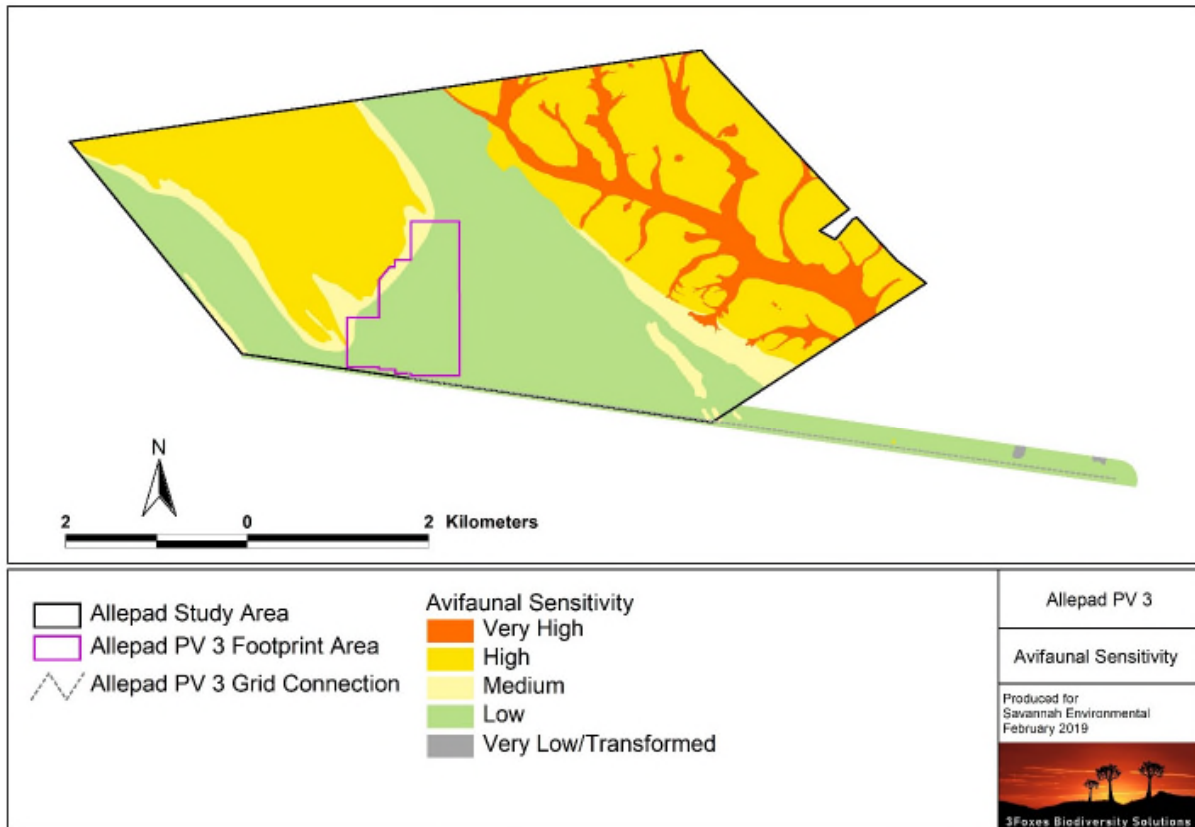 N
2 0 2 Kilometers
Allepad Study Area
Allepad PV 3 Footprint Area
Allepad PV 3 Grid Connection
Avifaunal Sensitivity
Very High
High
Medium
Low
Very Low/Transformed
Allepad PV 3
Avifaunal Sensitivity
Produced for
Savannah Environmental
February 2019
3Foxes Biodiversity Solutions